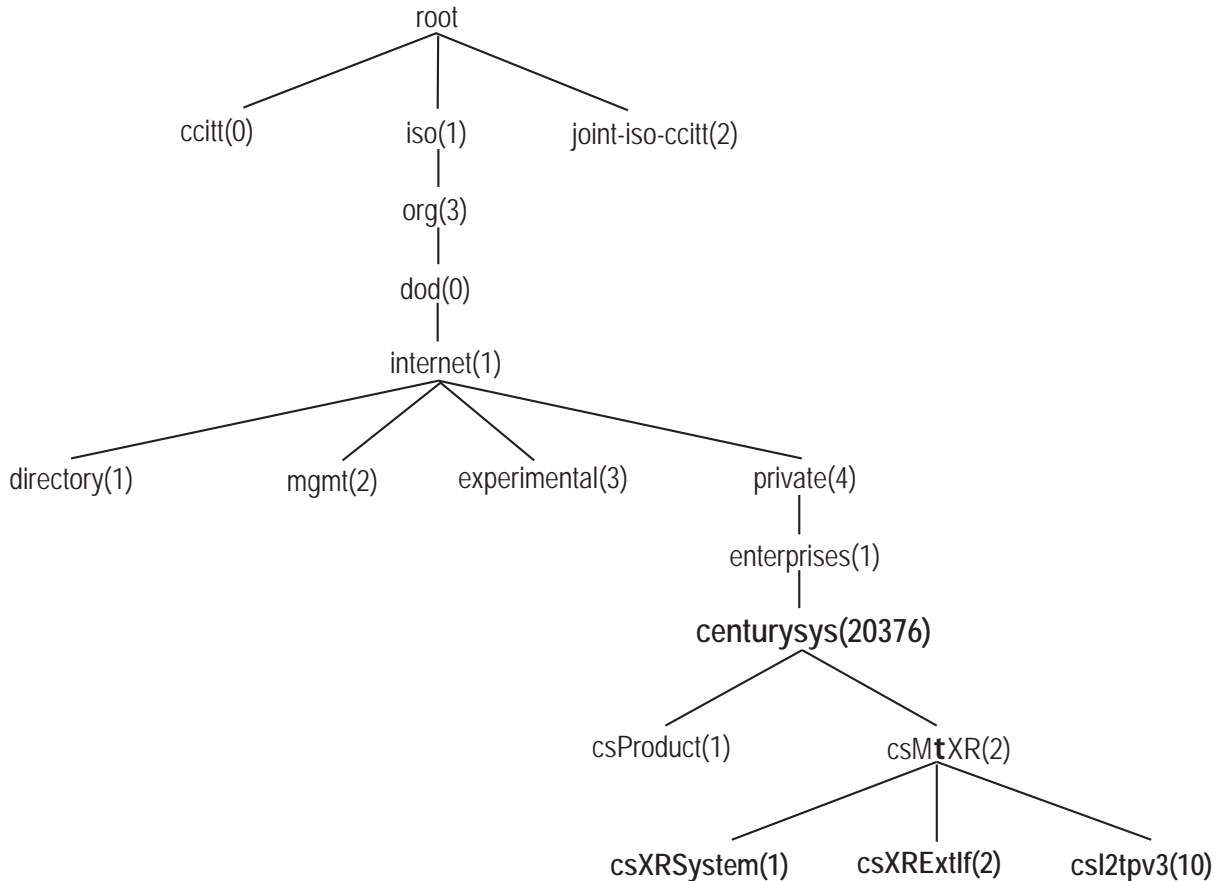 root
ccitt(0) iso(1) joint-iso-ccitt(2)
org(3)
dod(0)
internet(1)
directory(1) mgmt(2) experimental(3) private(4)
enterprises(1)
centurysys(20376)
csProduct(1) csMtXR(2)
csXRSystem(1) csXRExtIf(2) csl2tpv3(10)